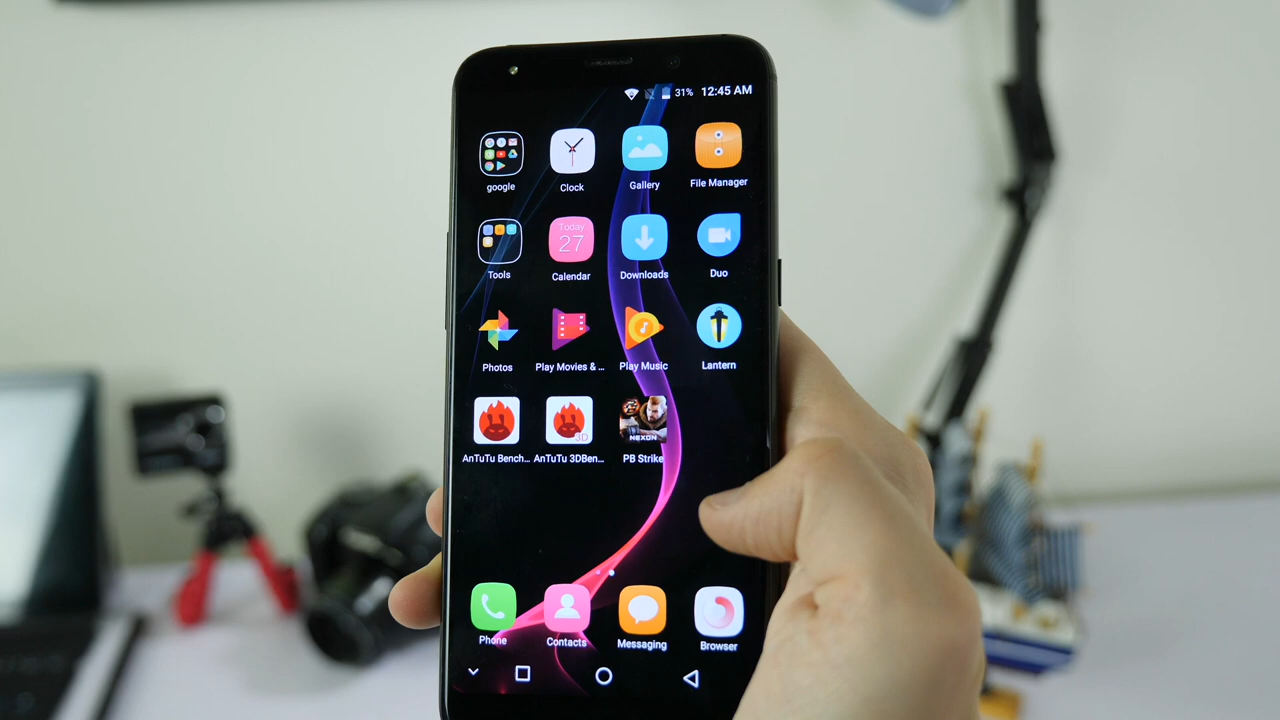 31% 12:45 AM
google Clock Gallery File Manager
Today
27
Tools Calendar Downloads Duo
Photos Play Movies & ... Play Music Lantern
3D NEXON
AnTuTu Bench... AnTuTu 3DBen... PB Strike
Phone Contacts Messaging Browser